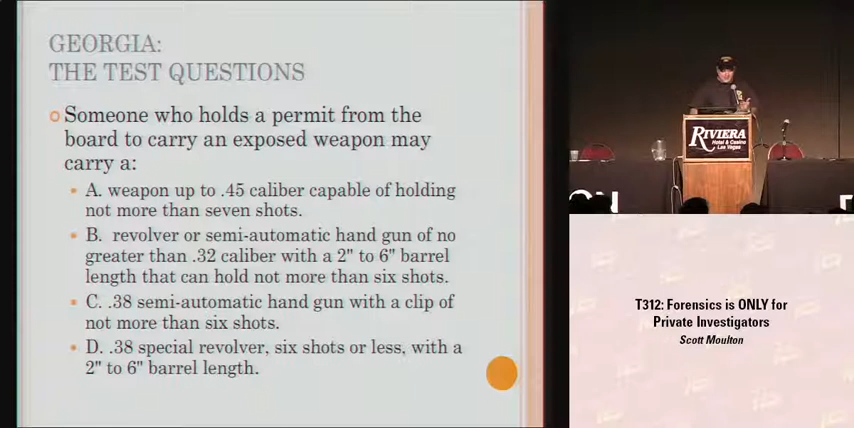 GEORGIA:
THE TEST QUESTIONS
Someone who holds a permit from the
board to carry an exposed weapon may
carry a:
A. weapon up to .45 caliber capable of holding
not more than seven shots.
B. revolver or semi-automatic hand gun of no
greater than .32 caliber with a 2" to 6" barrel
length that can hold not more than six shots.
C. .38 semi-automatic hand gun with a clip of
not more than six shots.
D. .38 special revolver, six shots or less, with a
2" to 6" barrel length.
RIVIERA
Hotel & Casino
Las Vegas
ON
T312: Forensics is ONLY for
Private Investigators
Scott Moulton